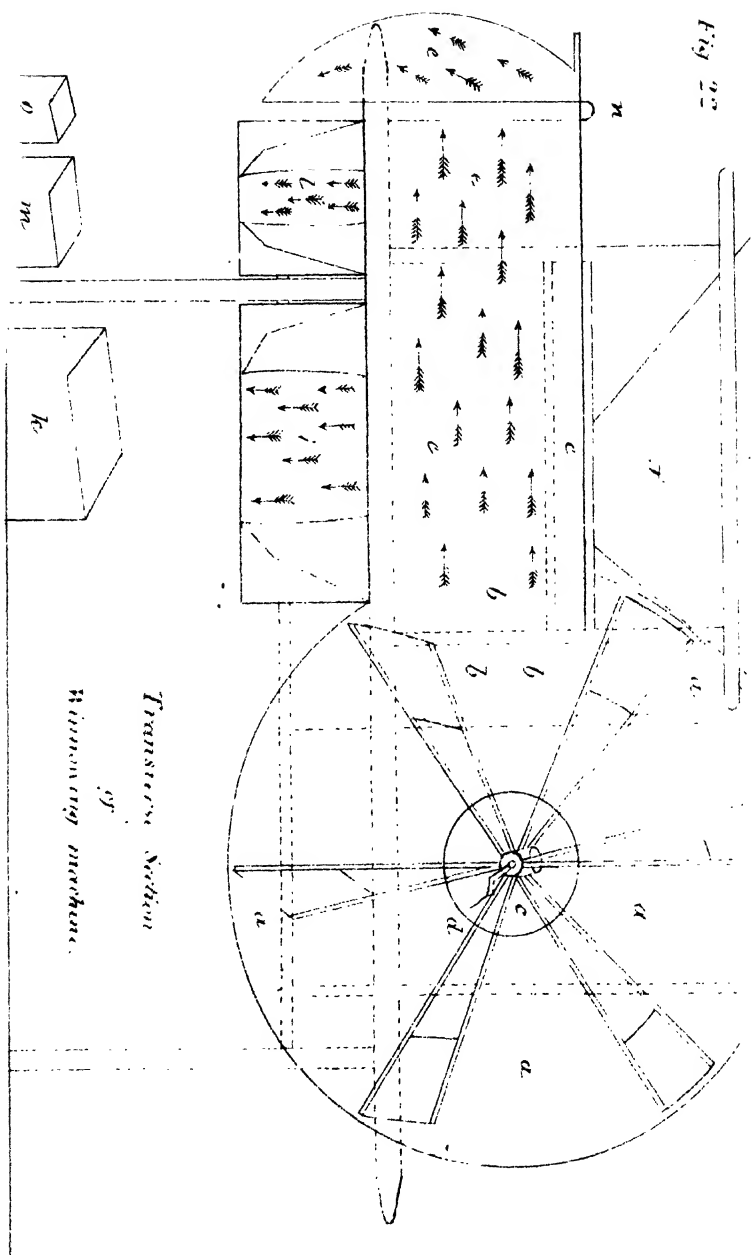 Fig 22
n
e
e
f
c
e
b
b
b
l
i
o
m
k
a
a
a
a
c
d
Transverse Section
of
Winnowing machine.